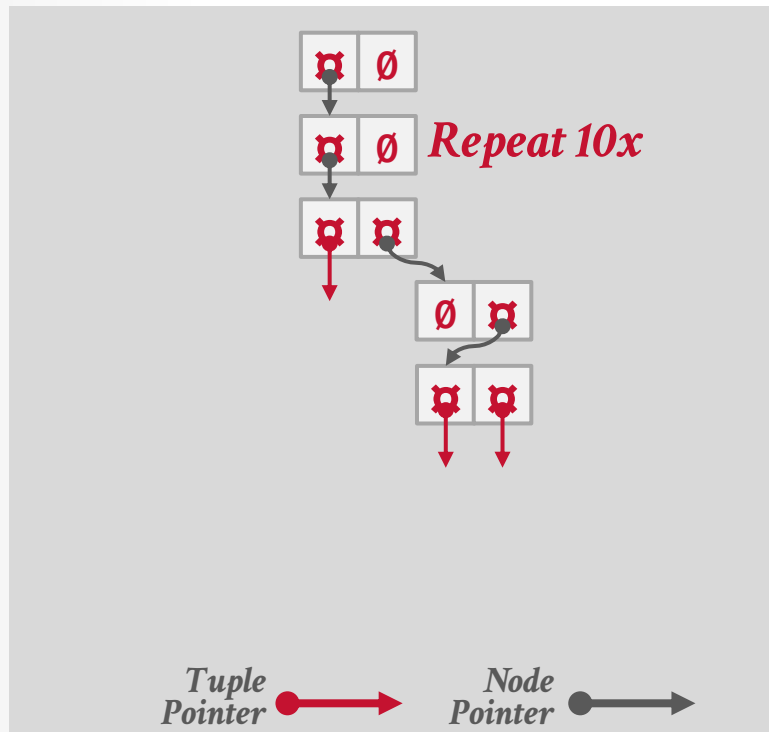 ¤ Ø
¤ Ø Repeat 10x
¤ ¤
Ø ¤
¤ ¤
Tuple
Pointer
Node
Pointer